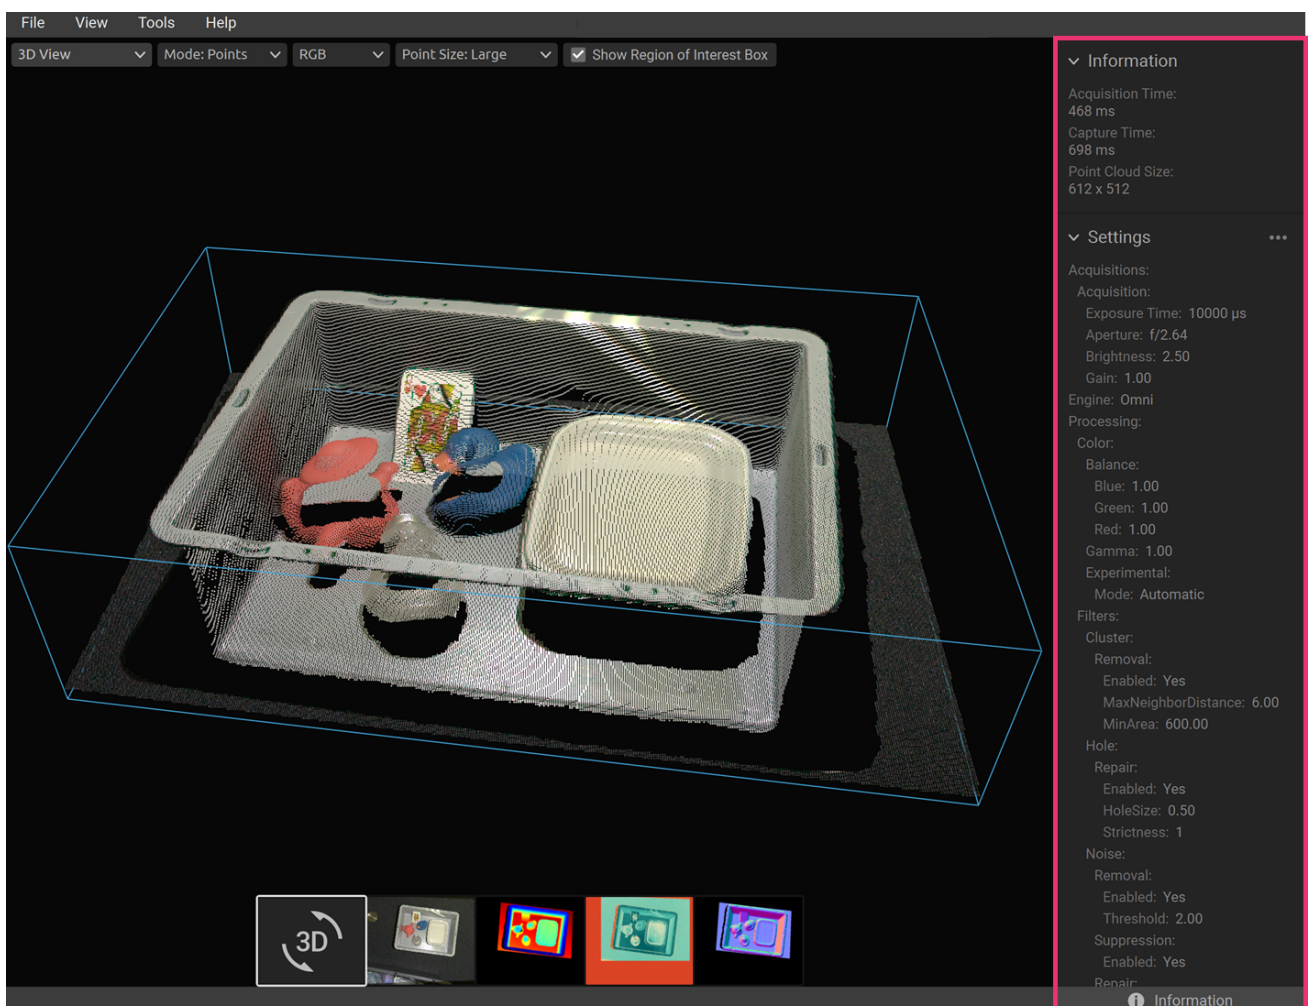 File View Tools Help
3D View Mode: Points RGB Point Size: Large Show Region of Interest Box
Information
Acquisition Time:
468 ms
Capture Time:
698 ms
Point Cloud Size:
612 x 512
Settings
Acquisitions:
Acquisition:
Exposure Time: 10000 µs
Aperture: f/2.64
Brightness: 2.50
Gain: 1.00
Engine: Omni
Processing:
Color:
Balance:
Blue: 1.00
Green: 1.00
Red: 1.00
Gamma: 1.00
Experimental:
Mode: Automatic
Filters:
Cluster:
Removal:
Enabled: Yes
MaxNeighborDistance: 6.00
MinArea: 600.00
Hole:
Repair:
Enabled: Yes
HoleSize: 0.50
Strictness: 1
Noise:
Removal:
Enabled: Yes
Threshold: 2.00
Suppression:
Enabled: Yes
Repair:
3D
Information